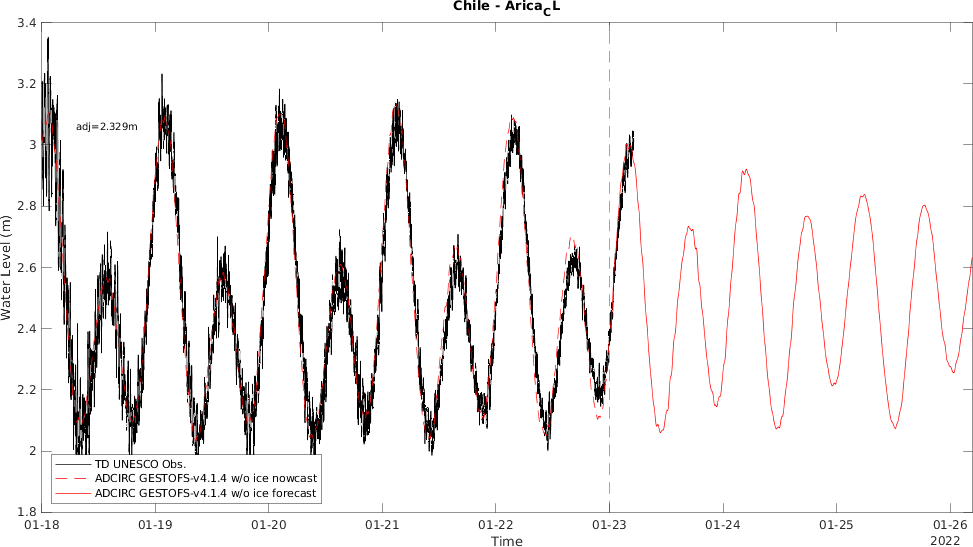 Chile - AricaCL
3.4
3.2
3
2.8
2.6
2.4
2.2
2
1.8
Water Level (m)
adj=2.329m
TD UNESCO Obs.
ADCIRC GESTOFS-v4.1.4 w/o ice nowcast
ADCIRC GESTOFS-v4.1.4 w/o ice forecast
01-18 01-19 01-20 01-21 01-22 01-23 01-24 01-25 01-26
Time
2022